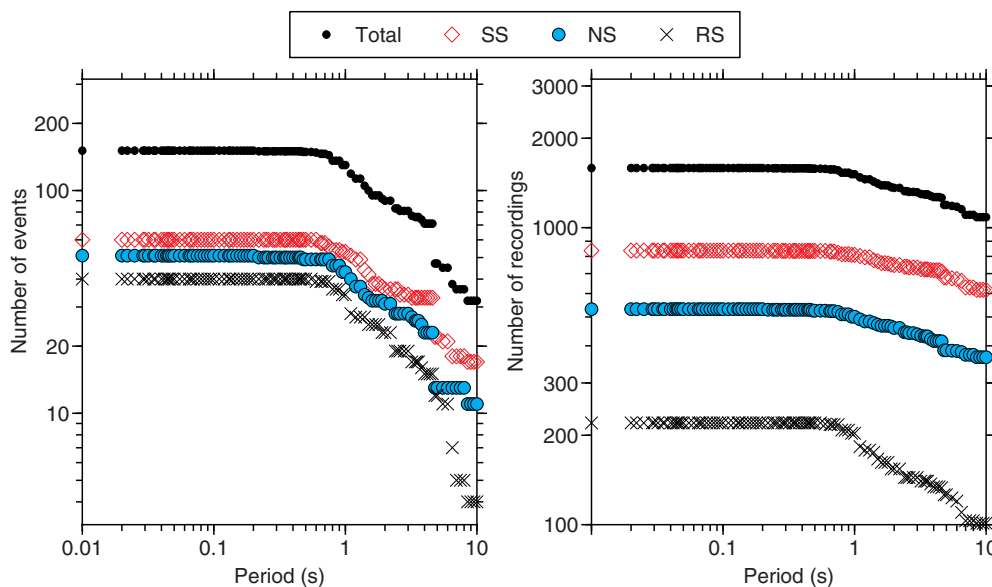 Total SS NS RS
Number of events
200
100
20
10
0.01 0.1 1 10
Period (s)
Number of recordings
3000
2000
1000
300
200
100
0.1 1 10
Period (s)